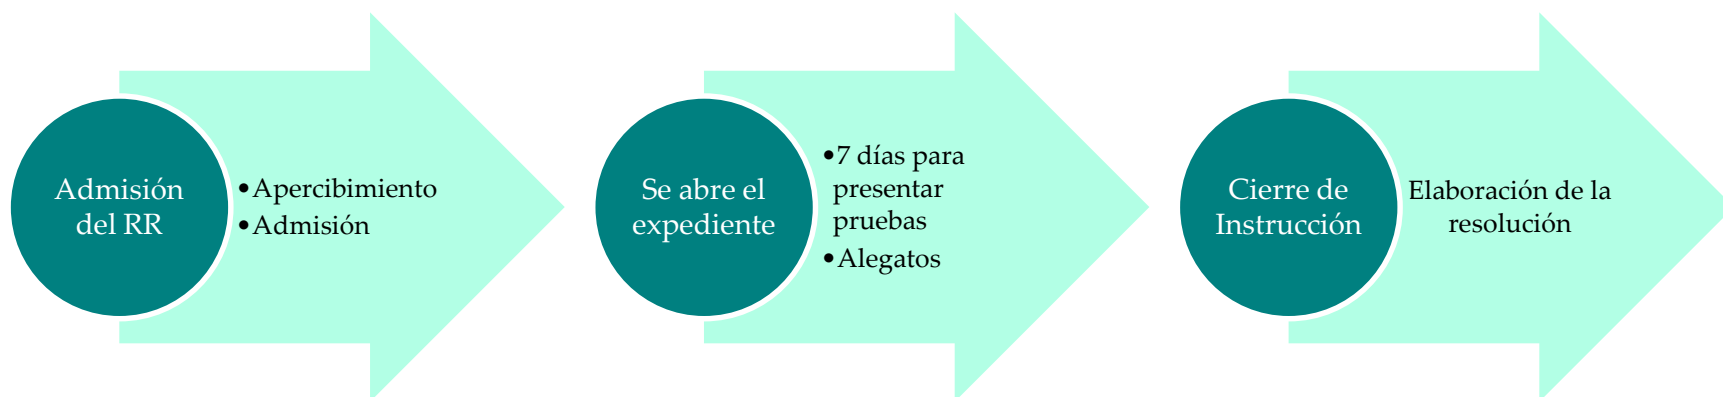 Admisión
del RR
•Apercibimiento
•Admisión
Se abre el
expediente
•7 días para
presentar
pruebas
•Alegatos
Cierre de
Instrucción
Elaboración de la
resolución